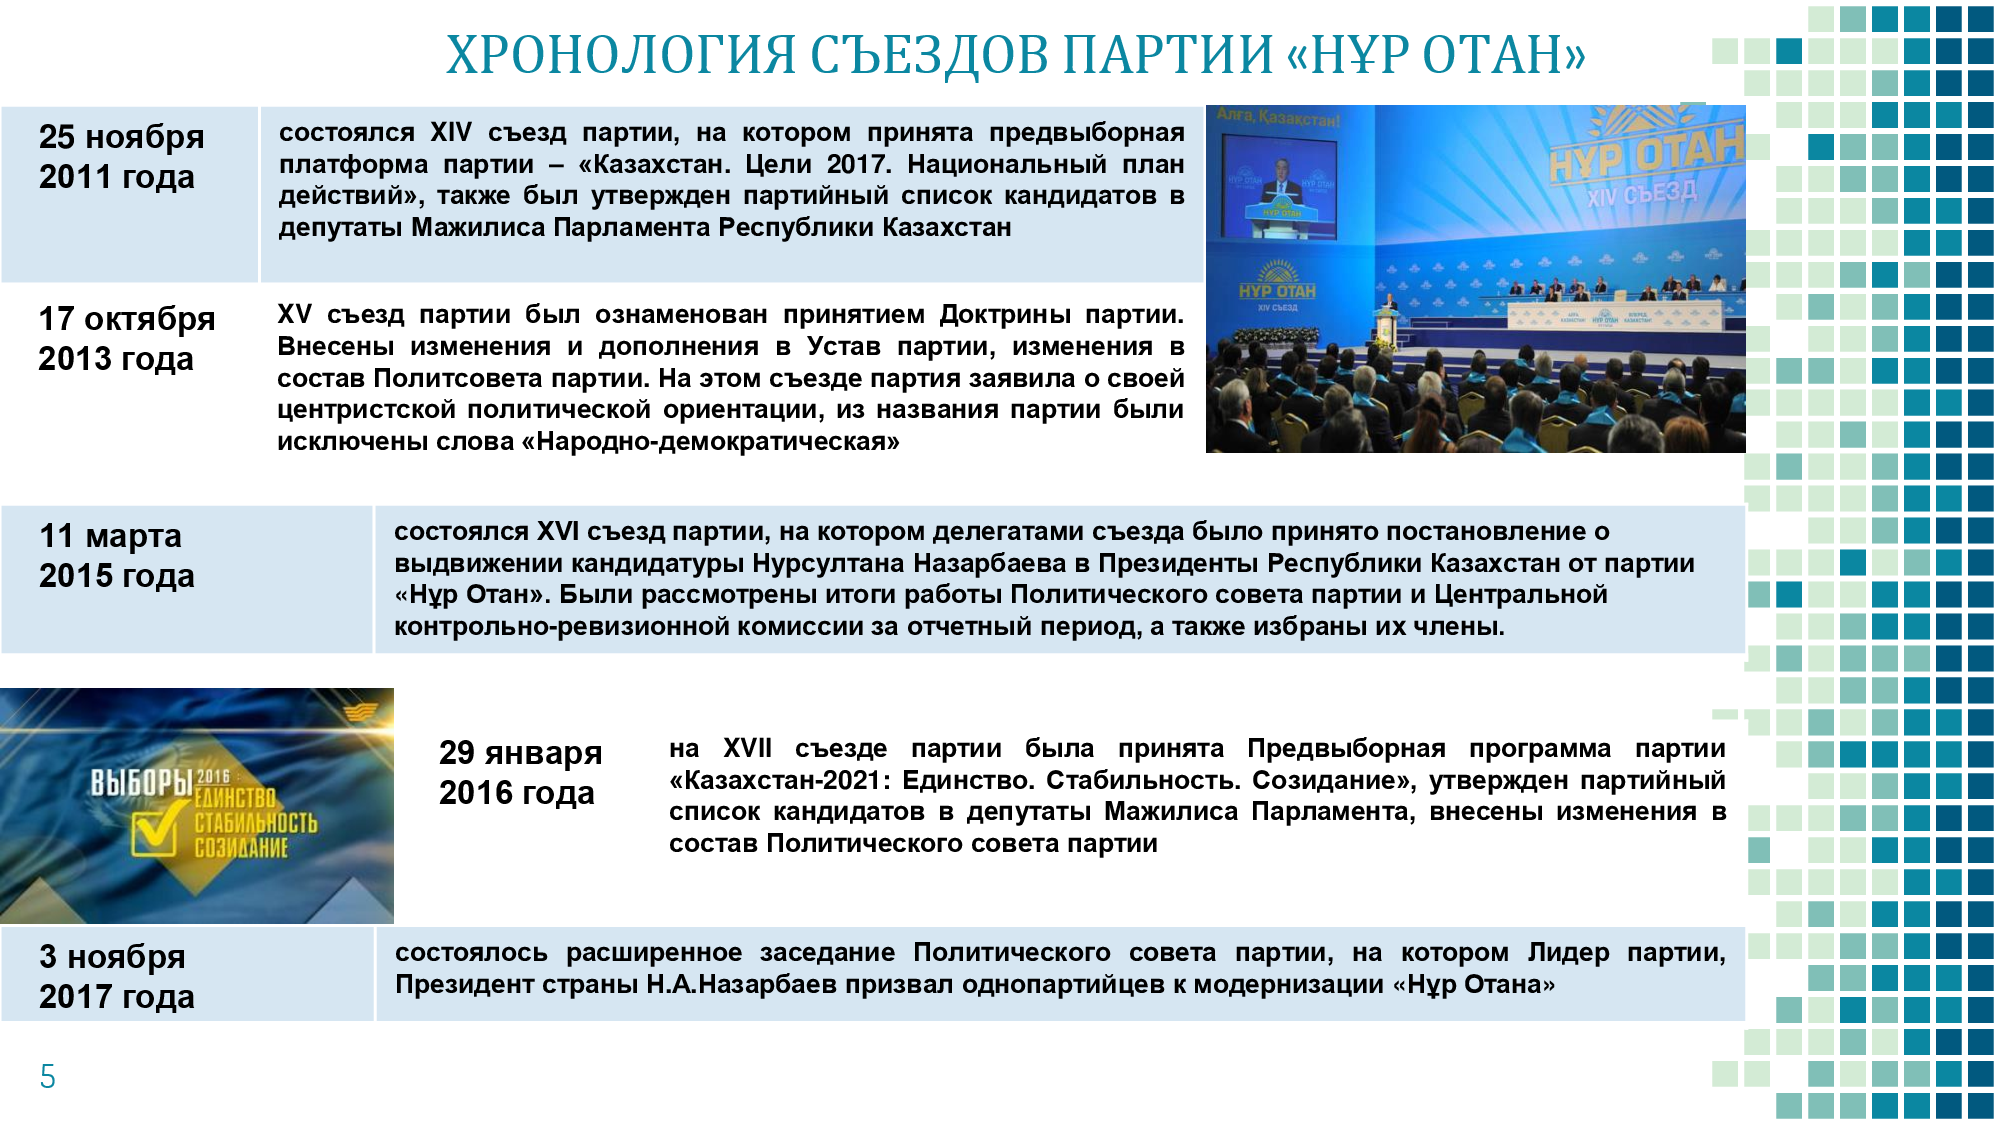 ХРОНОЛОГИЯ СЪЕЗДОВ ПАРТИИ «НҰР ОТАН»
25 ноября
2011 года
состоялся XIV съезд партии, на котором принята предвыборная
платформа партии – «Казахстан. Цели 2017. Национальный план
действий», также был утвержден партийный список кандидатов в
депутаты Мажилиса Парламента Республики Казахстан
Алға, Қазақстан!
НҰР ОТАН
XIV СЪЕЗД
НҰР ОТАН
НҰР ОТАН
XIV СЪЕЗД
НҰР ОТАН
17 октября
2013 года
XV съезд партии был ознаменован принятием Доктрины партии.
Внесены изменения и дополнения в Устав партии, изменения в
состав Политсовета партии. На этом съезде партия заявила о своей
центристской политической ориентации, из названия партии были
исключены слова «Народно-демократическая»
11 марта
2015 года
состоялся XVI съезд партии, на котором делегатами съезда было принято постановление о
выдвижении кандидатуры Нурсултана Назарбаева в Президенты Республики Казахстан от партии
«Нұр Отан». Были рассмотрены итоги работы Политического совета партии и Центральной
контрольно-ревизионной комиссии за отчетный период, а также избраны их члены.
ВЫБОРЫ 2016
ЕДИНСТВО
СТАБИЛЬНОСТЬ
СОЗИДАНИЕ
29 января
2016 года
на XVII съезде партии была принята Предвыборная программа партии
«Казахстан-2021: Единство. Стабильность. Созидание», утвержден партийный
список кандидатов в депутаты Мажилиса Парламента, внесены изменения в
состав Политического совета партии
3 ноября
2017 года
состоялось расширенное заседание Политического совета партии, на котором Лидер партии,
Президент страны Н.А.Назарбаев призвал однопартийцев к модернизации «Нұр Отана»
5